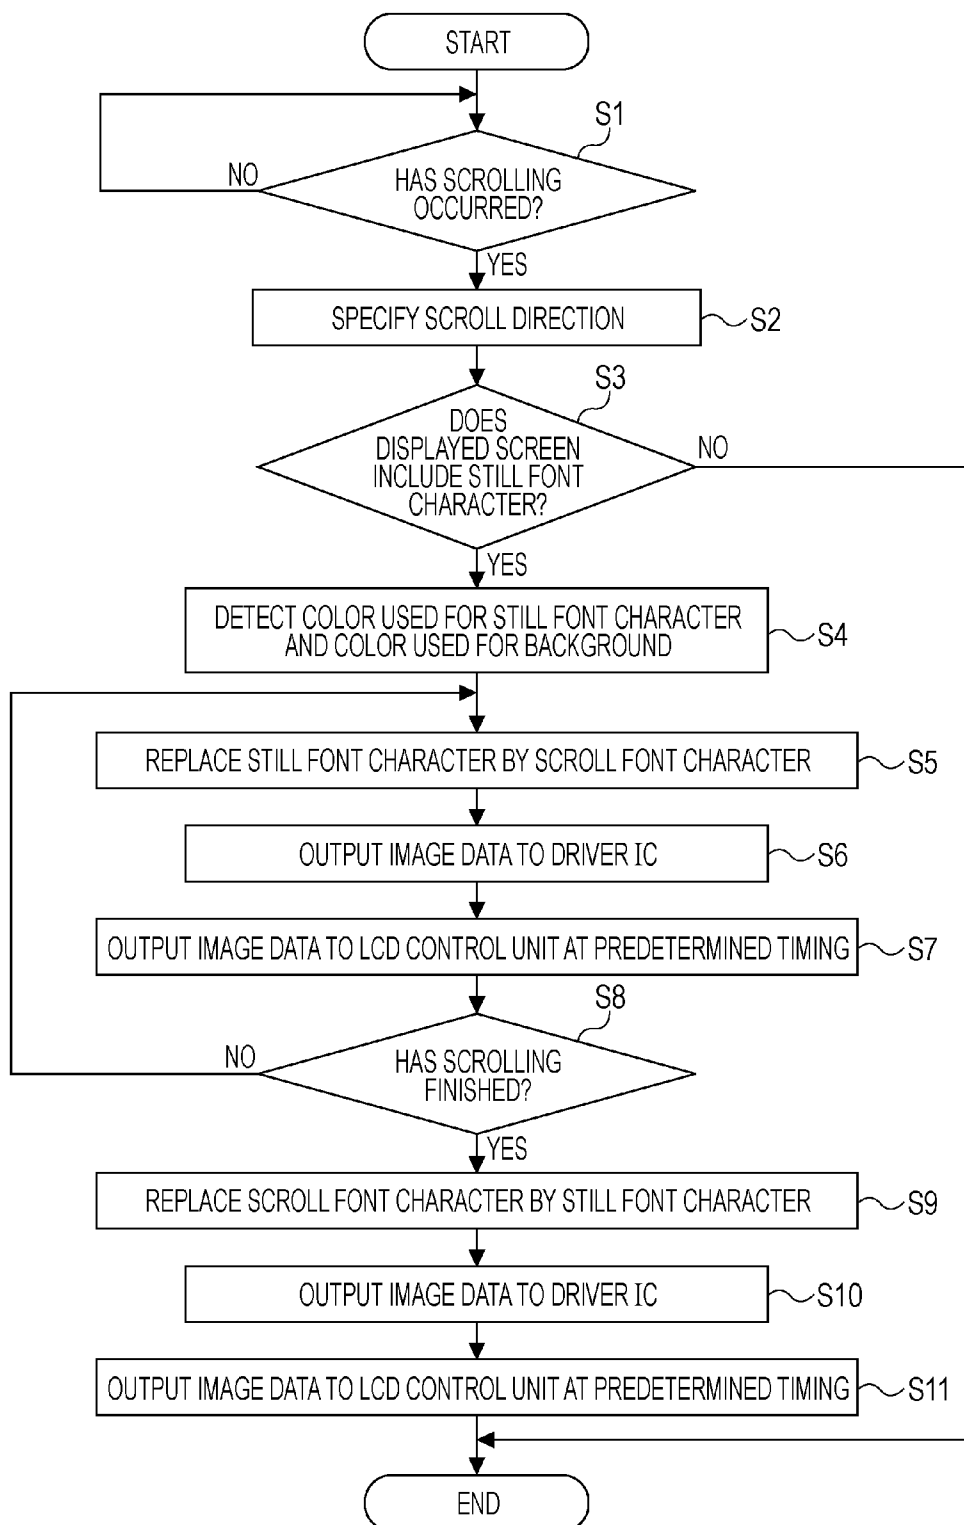 START
S1
NO
HAS SCROLLING
OCCURRED?
YES
SPECIFY SCROLL DIRECTION
S2
S3
DOES
DISPLAYED SCREEN
INCLUDE STILL FONT
CHARACTER?
NO
YES
DETECT COLOR USED FOR STILL FONT CHARACTER
AND COLOR USED FOR BACKGROUND
S4
REPLACE STILL FONT CHARACTER BY SCROLL FONT CHARACTER
S5
OUTPUT IMAGE DATA TO DRIVER IC
S6
OUTPUT IMAGE DATA TO LCD CONTROL UNIT AT PREDETERMINED TIMING
S7
S8
NO
HAS SCROLLING
FINISHED?
YES
REPLACE SCROLL FONT CHARACTER BY STILL FONT CHARACTER
S9
OUTPUT IMAGE DATA TO DRIVER IC
S10
OUTPUT IMAGE DATA TO LCD CONTROL UNIT AT PREDETERMINED TIMING
S11
END